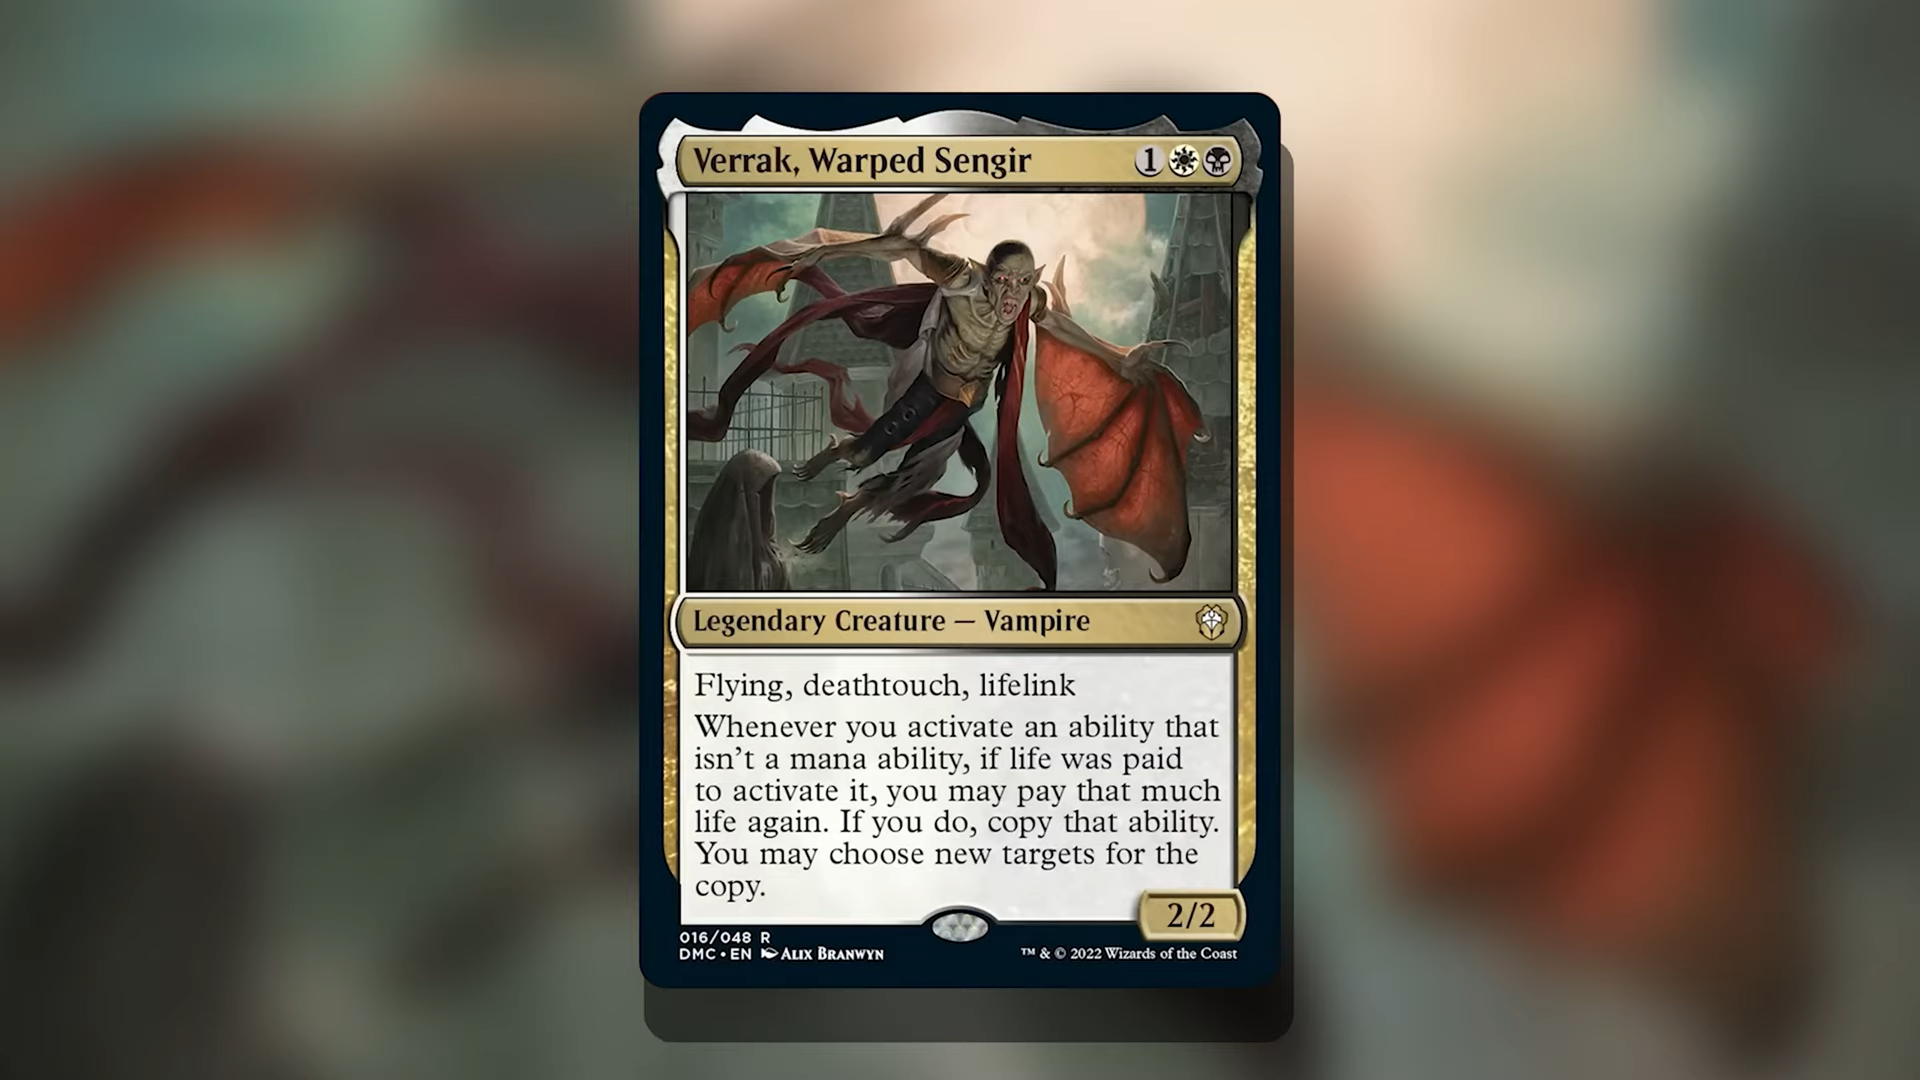 Verrak, Warped Sengir 1
Legendary Creature — Vampire
Flying, deathtouch, lifelink
Whenever you activate an ability that
isn't a mana ability, if life was paid
to activate it, you may pay that much
life again. If you do, copy that ability.
You may choose new targets for the
copy.
2/2
016/048 R
DMC • EN Alix Branwyn
™ & © 2022 Wizards of the Coast